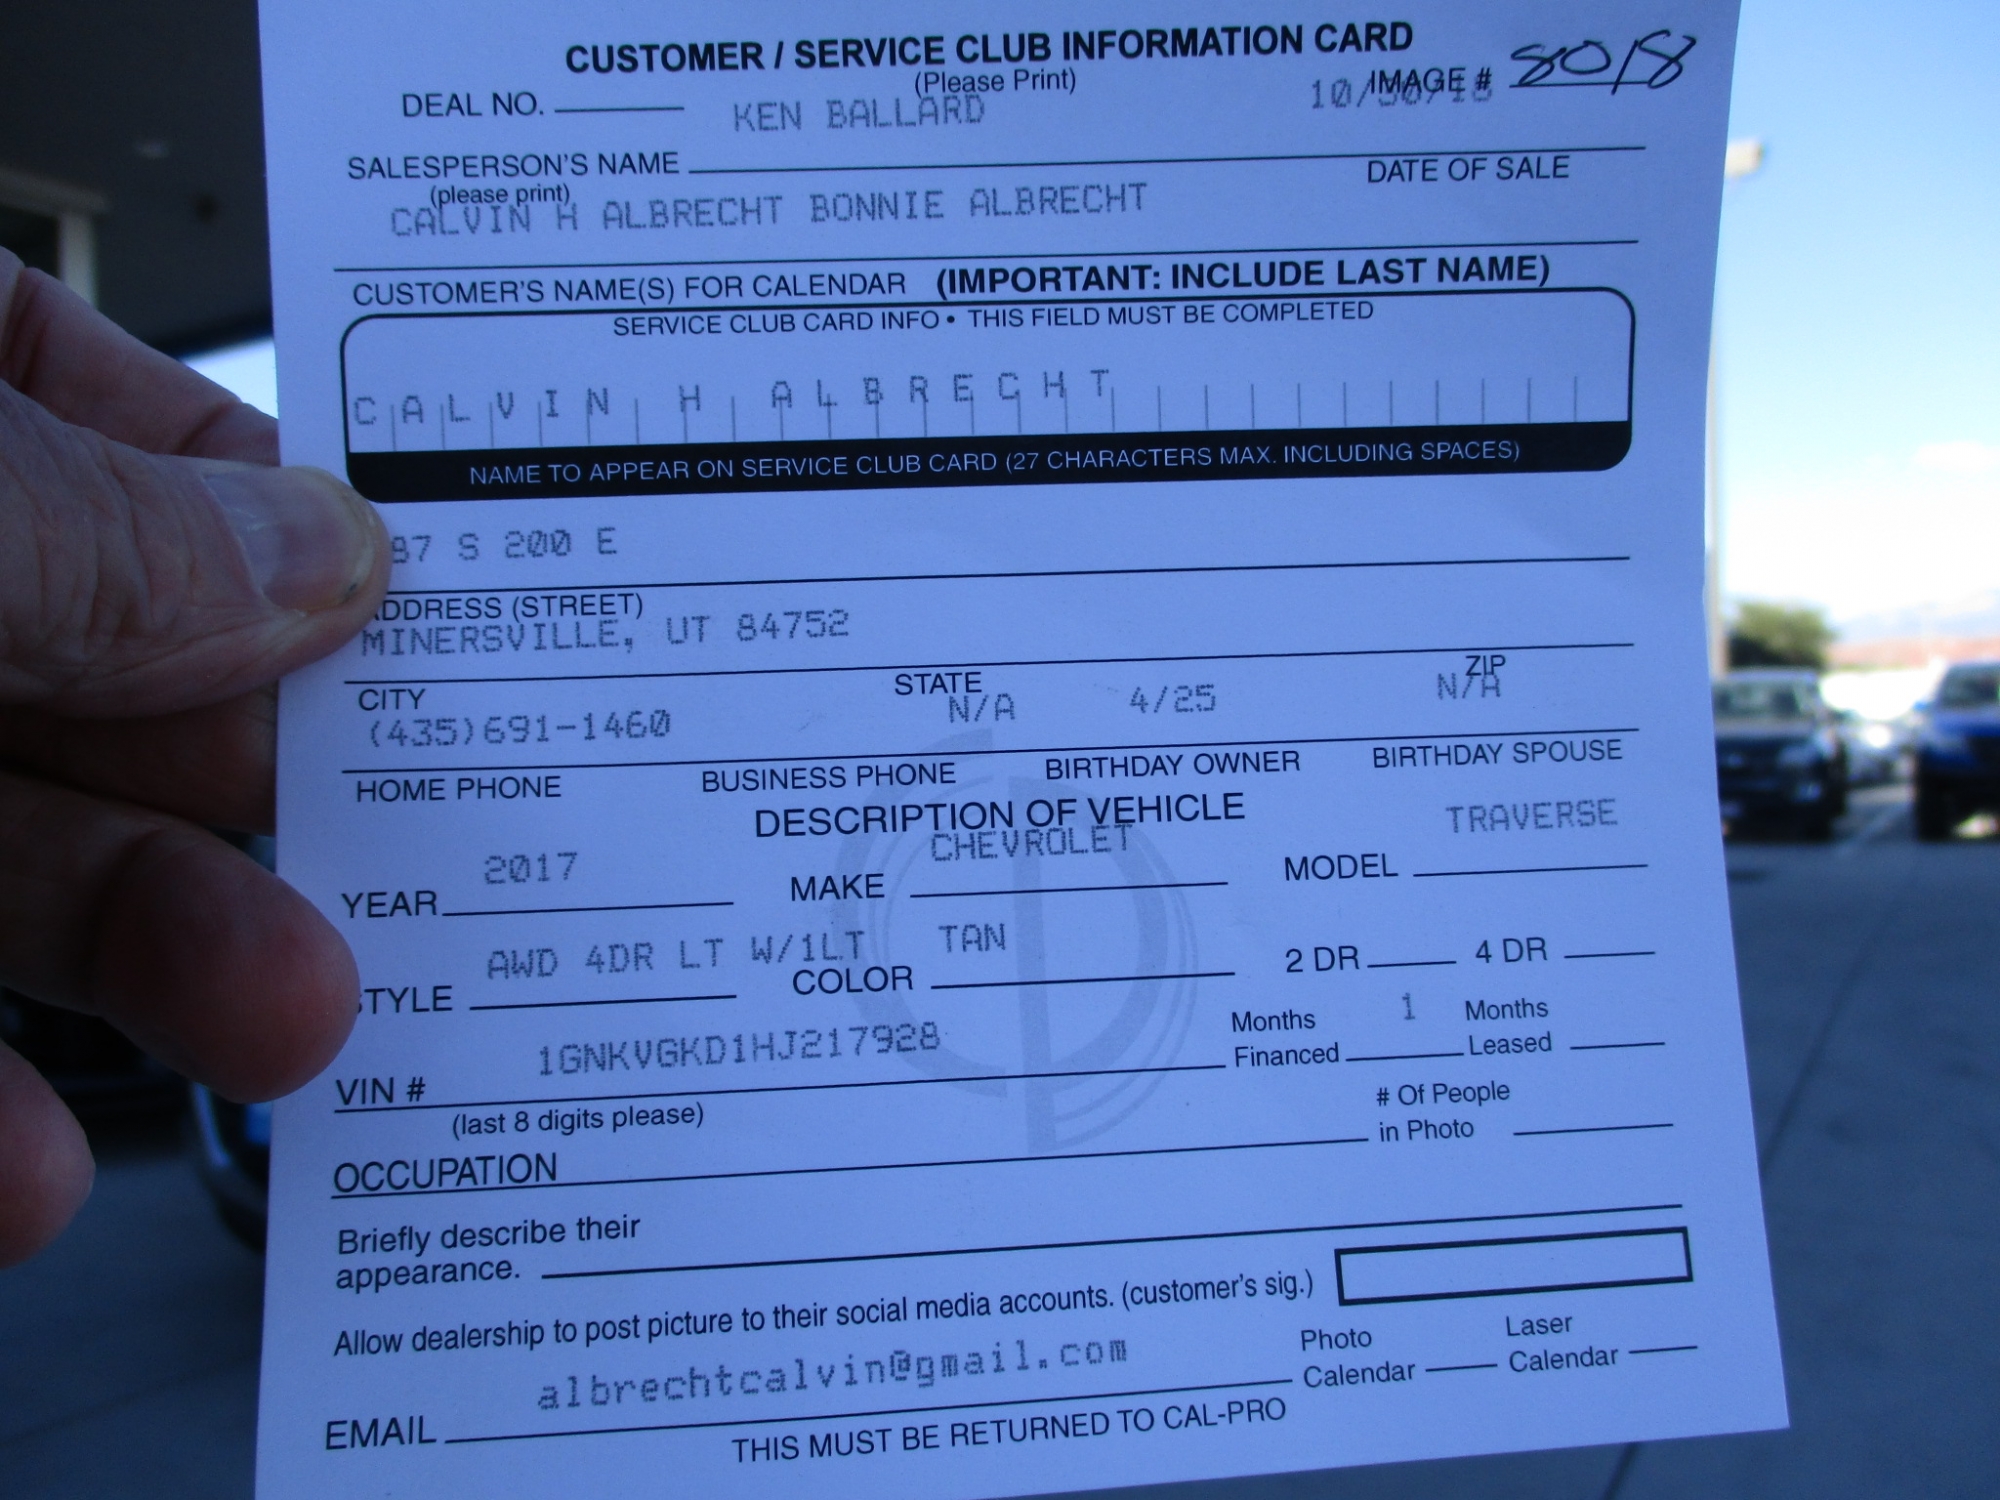 CUSTOMER / SERVICE CLUB INFORMATION CARD
(Please Print) IMAGE # 8018
DEAL NO. KEN BALLARD
SALESPERSON'S NAME DATE OF SALE
(please print)
CALVIN H ALBRECHT BONNIE ALBRECHT
CUSTOMER'S NAME(S) FOR CALENDAR (IMPORTANT: INCLUDE LAST NAME)
SERVICE CLUB CARD INFO • THIS FIELD MUST BE COMPLETED
CALVIN H ALBRECHT
NAME TO APPEAR ON SERVICE CLUB CARD (27 CHARACTERS MAX. INCLUDING SPACES)
87 S 200 E
ADDRESS (STREET)
MINERSVILLE, UT 84752
CITY STATE ZIP
(435)691-1460 N/A 4/25 N/A
HOME PHONE BUSINESS PHONE BIRTHDAY OWNER BIRTHDAY SPOUSE
DESCRIPTION OF VEHICLE
2017 CHEVROLET TRAVERSE
YEAR MAKE MODEL
AWD 4DR LT W/1LT TAN
STYLE COLOR 2 DR 4 DR
1GNKVGKD1HJ217928 Months Financed 1 Months Leased
VIN #
(last 8 digits please) # Of People in Photo
OCCUPATION
Briefly describe their
appearance.
Allow dealership to post picture to their social media accounts. (customer's sig.)
albrechtcalvin@gmail.com Photo Calendar Laser Calendar
EMAIL
THIS MUST BE RETURNED TO CAL-PRO